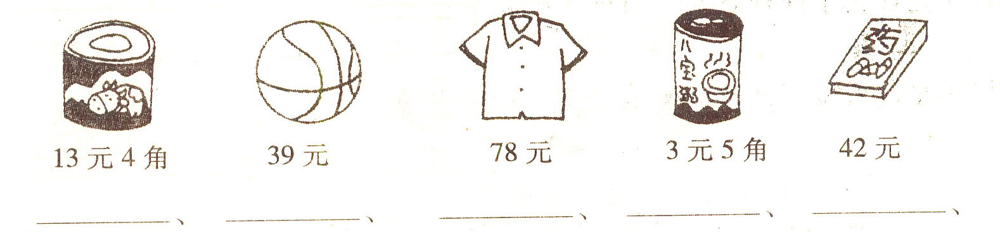 八宝粥
药
13元4角 39元 78元 3元5角 42元
、 、 、 、 、